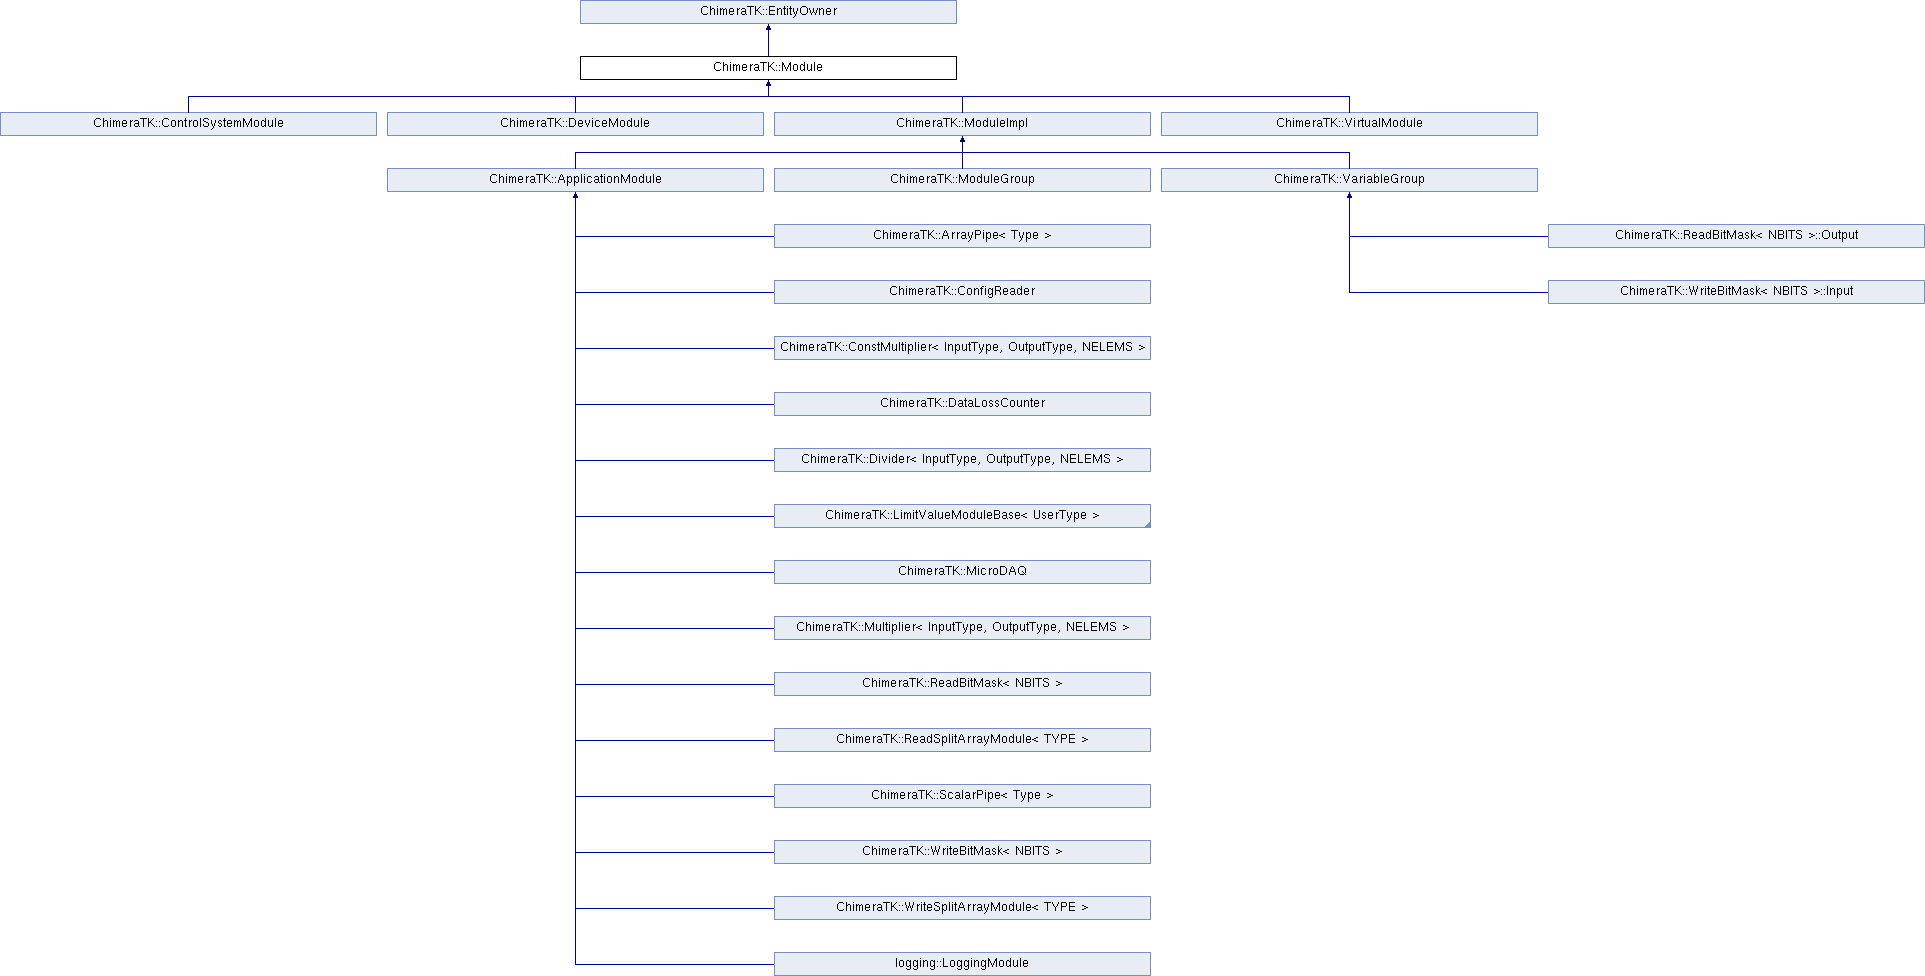 ChimeraTK::EntityOwner
ChimeraTK::Module
ChimeraTK::ControlSystemModule
ChimeraTK::DeviceModule
ChimeraTK::ModuleImpl
ChimeraTK::VirtualModule
ChimeraTK::ApplicationModule
ChimeraTK::ModuleGroup
ChimeraTK::VariableGroup
ChimeraTK::ArrayPipe< Type >
ChimeraTK::ReadBitMask< NBITS >::Output
ChimeraTK::ConfigReader
ChimeraTK::WriteBitMask< NBITS >::Input
ChimeraTK::ConstMultiplier< InputType, OutputType, NELEMS >
ChimeraTK::DataLossCounter
ChimeraTK::Divider< InputType, OutputType, NELEMS >
ChimeraTK::LimitValueModuleBase< UserType >
ChimeraTK::MicroDAQ
ChimeraTK::Multiplier< InputType, OutputType, NELEMS >
ChimeraTK::ReadBitMask< NBITS >
ChimeraTK::ReadSplitArrayModule< TYPE >
ChimeraTK::ScalarPipe< Type >
ChimeraTK::WriteBitMask< NBITS >
ChimeraTK::WriteSplitArrayModule< TYPE >
logging::LoggingModule